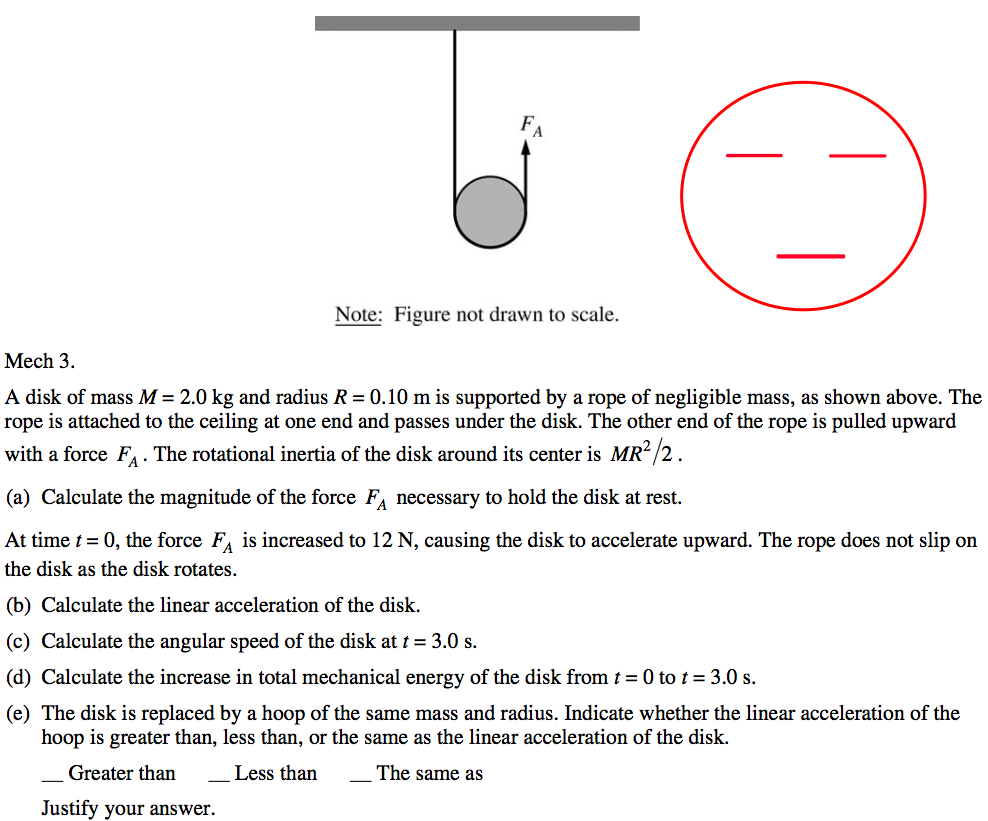 F_A
Note: Figure not drawn to scale.
Mech 3.
A disk of mass M = 2.0 kg and radius R = 0.10 m is supported by a rope of negligible mass, as shown above. The
rope is attached to the ceiling at one end and passes under the disk. The other end of the rope is pulled upward
with a force F_A. The rotational inertia of the disk around its center is MR²/2.
(a) Calculate the magnitude of the force F_A necessary to hold the disk at rest.
At time t = 0, the force F_A is increased to 12 N, causing the disk to accelerate upward. The rope does not slip on
the disk as the disk rotates.
(b) Calculate the linear acceleration of the disk.
(c) Calculate the angular speed of the disk at t = 3.0 s.
(d) Calculate the increase in total mechanical energy of the disk from t = 0 to t = 3.0 s.
(e) The disk is replaced by a hoop of the same mass and radius. Indicate whether the linear acceleration of the
hoop is greater than, less than, or the same as the linear acceleration of the disk.
__ Greater than __ Less than __ The same as
Justify your answer.